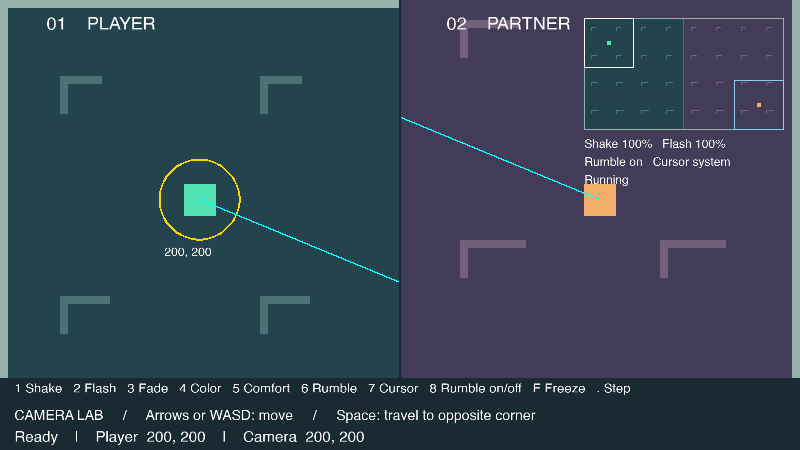 01 PLAYER
02 PARTNER
Shake 100% Flash 100%
Rumble on Cursor system
Running
200, 200
1 Shake 2 Flash 3 Fade 4 Color 5 Comfort 6 Rumble 7 Cursor 8 Rumble on/off F Freeze . Step
CAMERA LAB / Arrows or WASD: move / Space: travel to opposite corner
Ready | Player 200, 200 | Camera 200, 200